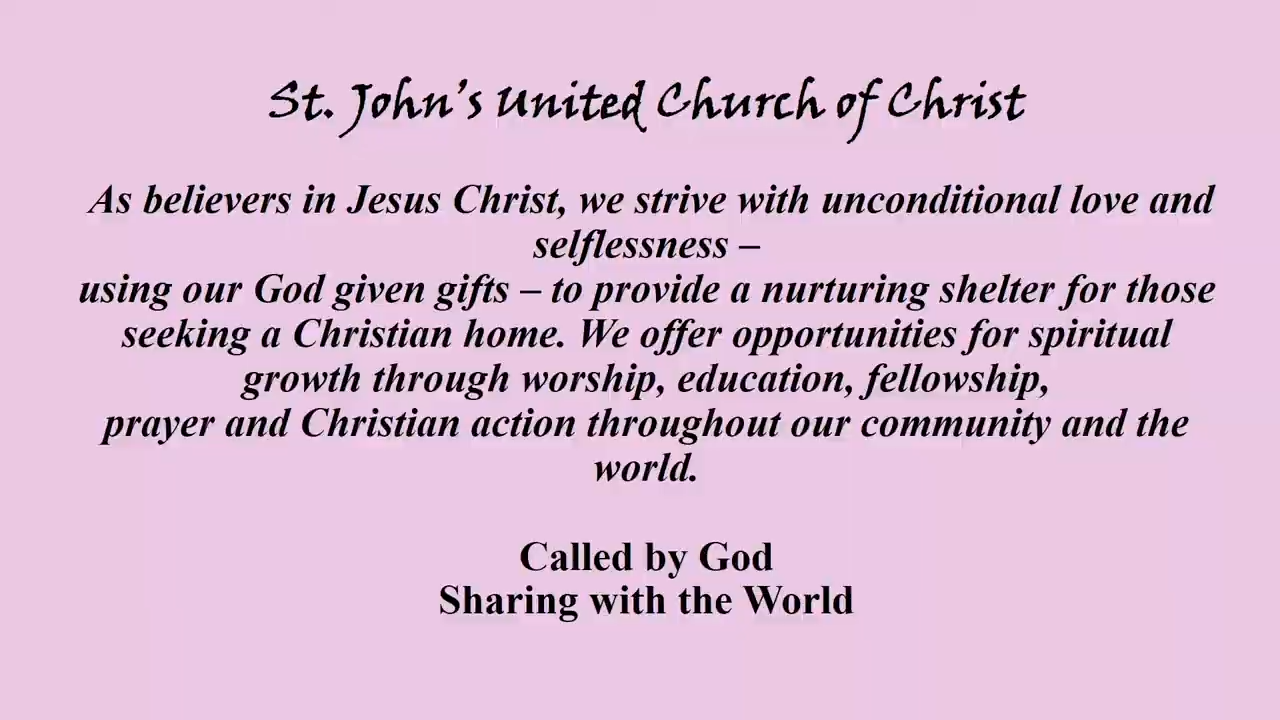 St. John's United Church of Christ
As believers in Jesus Christ, we strive with unconditional love and
selflessness –
using our God given gifts – to provide a nurturing shelter for those
seeking a Christian home. We offer opportunities for spiritual
growth through worship, education, fellowship,
prayer and Christian action throughout our community and the
world.
Called by God
Sharing with the World